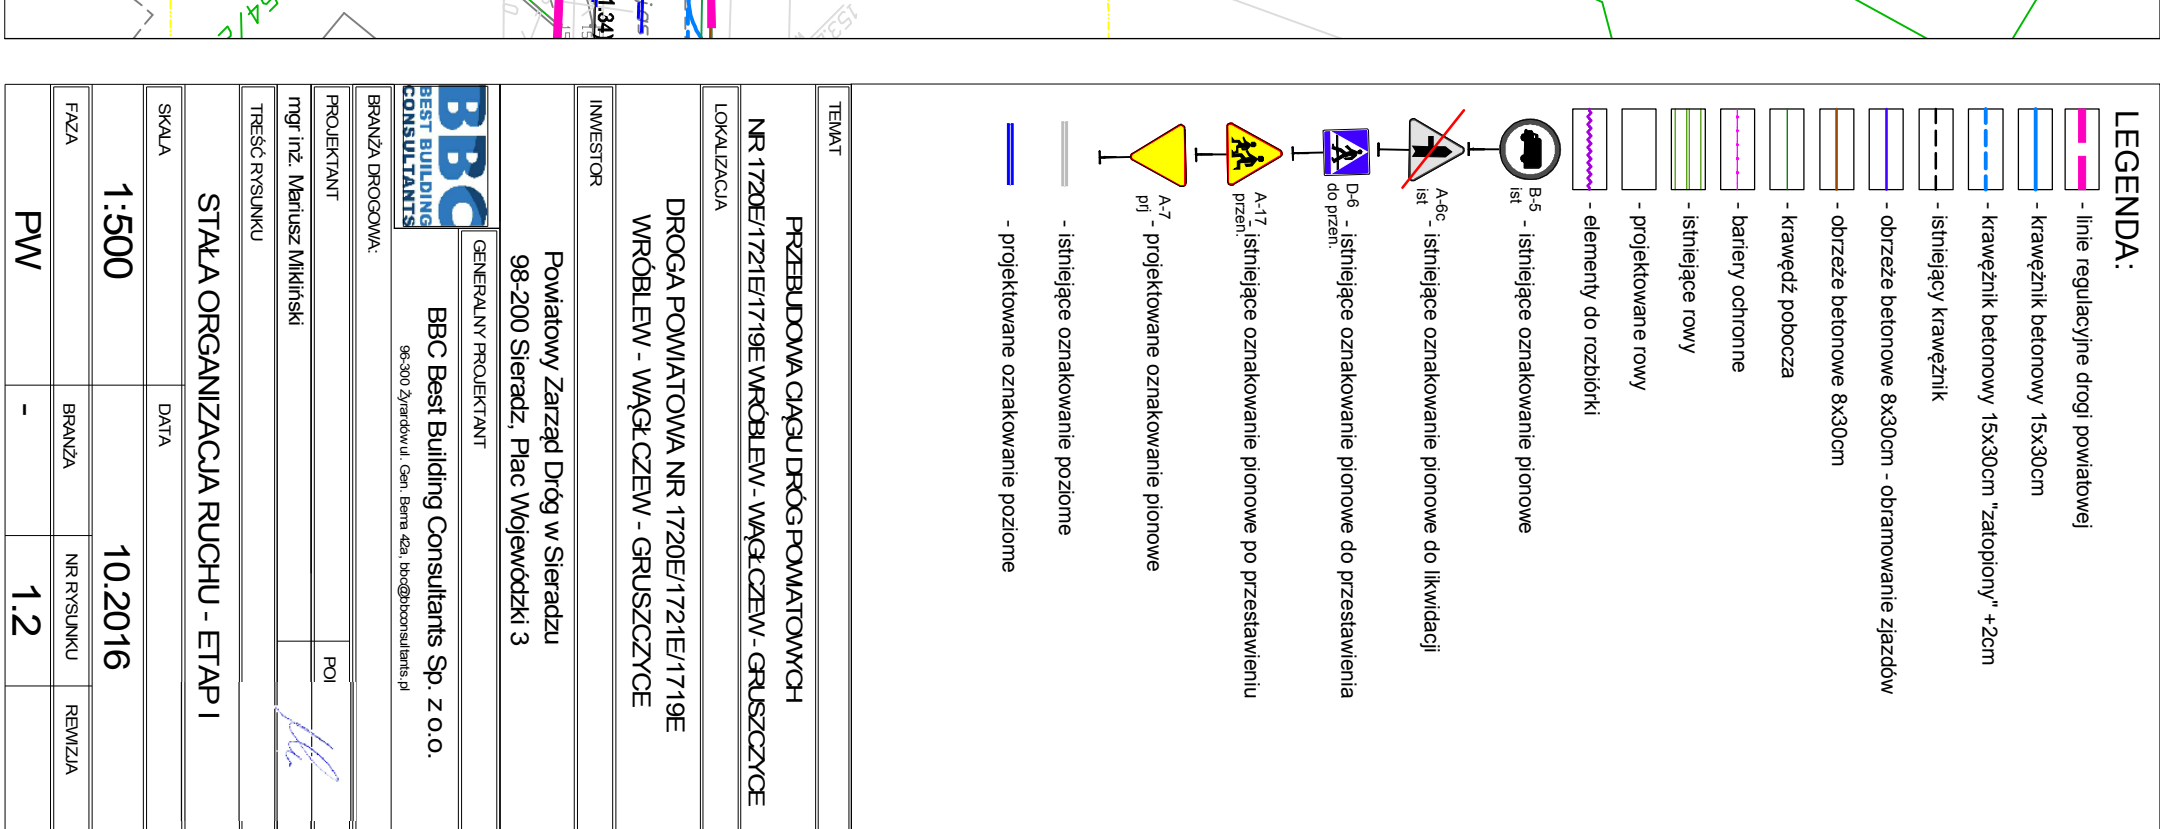 LEGENDA:
- linie regulacyjne drogi powiatowej
- krawężnik betonowy 15x30cm
- krawężnik betonowy 15x30cm "zatopiony" +2cm
- istniejący krawężnik
- obrzeże betonowe 8x30cm - obramowanie zjazdów
- obrzeże betonowe 8x30cm
- krawędź pobocza
- bariery ochronne
- istniejące rowy
- projektowane rowy
- elementy do rozbiórki
B-5
ist
- istniejące oznakowanie pionowe
A-6c
ist
- istniejące oznakowanie pionowe do likwidacji
D-6
do przen.
- istniejące oznakowanie pionowe do przestawienia
A-17
przen.
- istniejące oznakowanie pionowe po przestawieniu
A-7
prj
- projektowane oznakowanie pionowe
- istniejące oznakowanie poziome
- projektowane oznakowanie poziome
TEMAT
PRZEBUDOWA CIĄGU DRÓG POWIATOWYCH
NR 1720E/1721E/1719E WRÓBLEW - WĄGŁCZEW - GRUSZCZYCE
LOKALIZACJA
DROGA POWIATOWA NR 1720E/1721E/1719E
WRÓBLEW - WĄGŁCZEW - GRUSZCZYCE
INWESTOR
Powiatowy Zarząd Dróg w Sieradzu
98-200 Sieradz, Plac Wojewódzki 3
BBC
BEST BUILDING
CONSULTANTS
GENERALNY PROJEKTANT
BBC Best Building Consultants Sp. z o.o.
96-300 Żyrardów ul. Gen. Bema 42a, bbc@bbconsultants.pl
BRANŻA DROGOWA:
PROJEKTANT
POI
mgr inż. Mariusz Mikliński
TREŚĆ RYSUNKU
STAŁA ORGANIZACJA RUCHU - ETAP I
SKALA
DATA
1:500
10.2016
FAZA
BRANŻA
NR RYSUNKU
REWIZJA
PW
-
1.2
1.34)